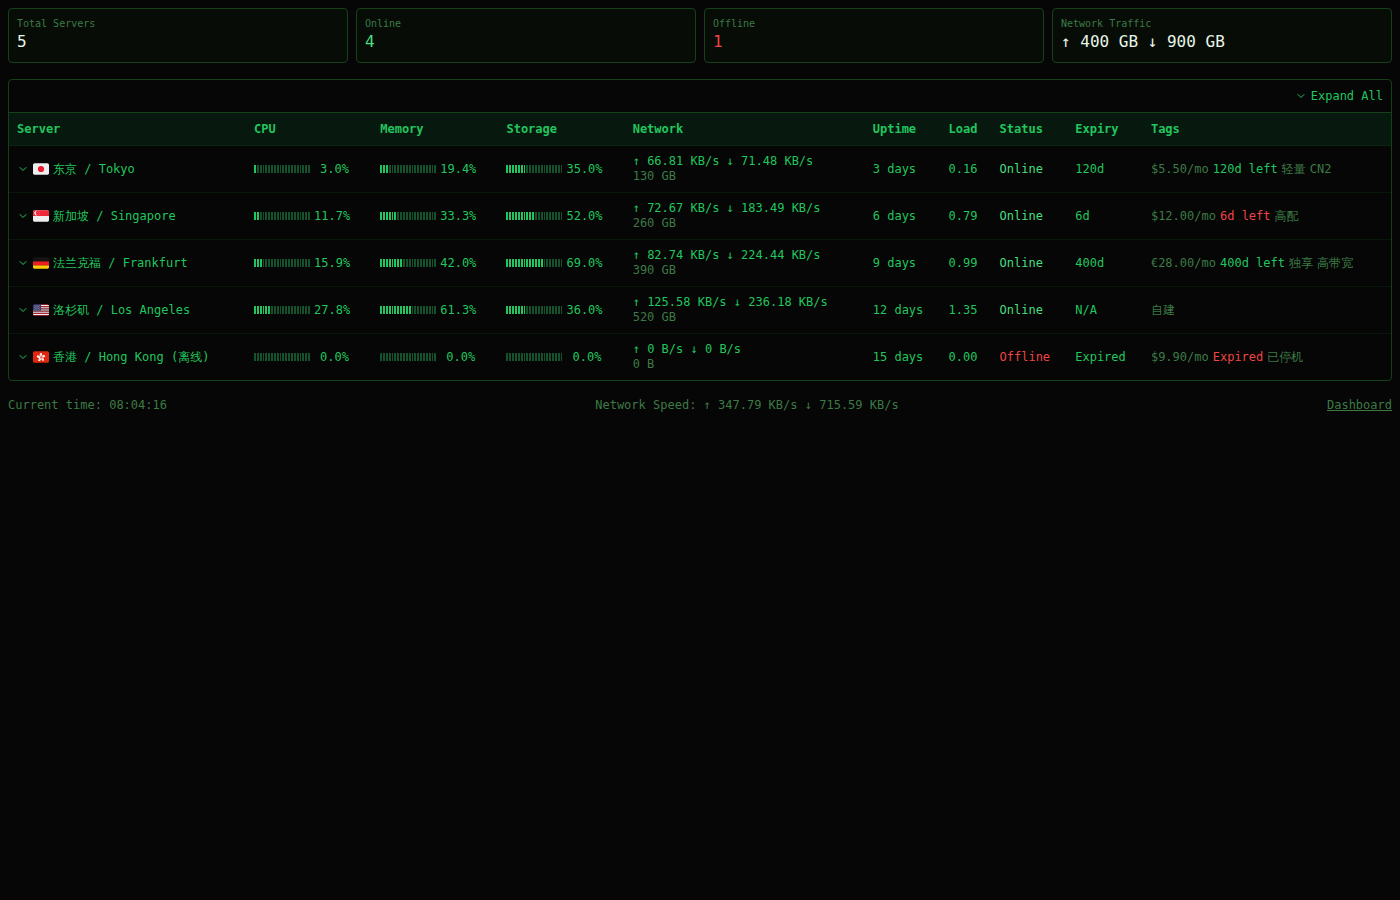 Total Servers
5
Online
4
Offline
1
Network Traffic
↑ 400 GB ↓ 900 GB
Expand All
Server CPU Memory Storage Network Uptime Load Status Expiry Tags
东京 / Tokyo 3.0% 19.4% 35.0% ↑ 66.81 KB/s ↓ 71.48 KB/s 3 days 0.16 Online 120d $5.50/mo 120d left 轻量 CN2
130 GB
新加坡 / Singapore 11.7% 33.3% 52.0% ↑ 72.67 KB/s ↓ 183.49 KB/s 6 days 0.79 Online 6d $12.00/mo 6d left 高配
260 GB
法兰克福 / Frankfurt 15.9% 42.0% 69.0% ↑ 82.74 KB/s ↓ 224.44 KB/s 9 days 0.99 Online 400d €28.00/mo 400d left 独享 高带宽
390 GB
洛杉矶 / Los Angeles 27.8% 61.3% 36.0% ↑ 125.58 KB/s ↓ 236.18 KB/s 12 days 1.35 Online N/A 自建
520 GB
香港 / Hong Kong (离线) 0.0% 0.0% 0.0% ↑ 0 B/s ↓ 0 B/s 15 days 0.00 Offline Expired $9.90/mo Expired 已停机
0 B
Current time: 08:04:16 Network Speed: ↑ 347.79 KB/s ↓ 715.59 KB/s Dashboard